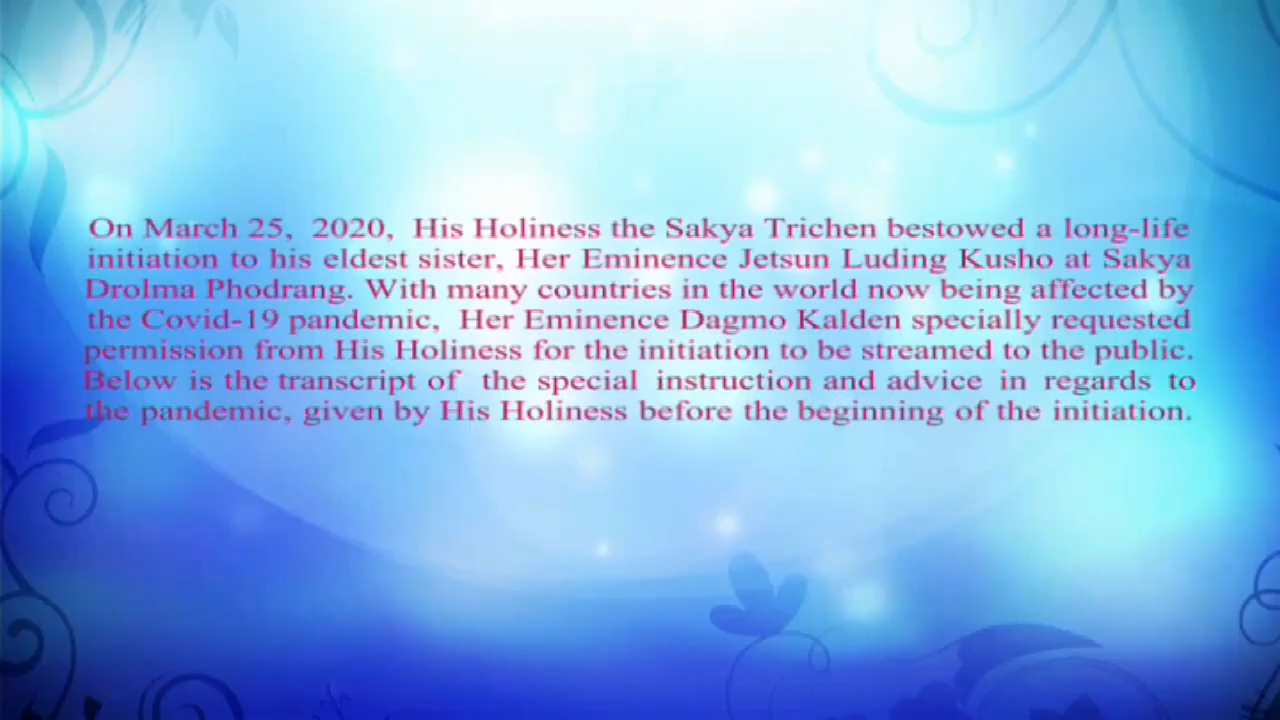 On March 25, 2020, His Holiness the Sakya Trichen bestowed a long-life
initiation to his eldest sister, Her Eminence Jetsun Luding Kusho at Sakya
Drolma Phodrang. With many countries in the world now being affected by
the Covid-19 pandemic, Her Eminence Dagmo Kalden specially requested
permission from His Holiness for the initiation to be streamed to the public.
Below is the transcript of the special instruction and advice in regards to
the pandemic, given by His Holiness before the beginning of the initiation.